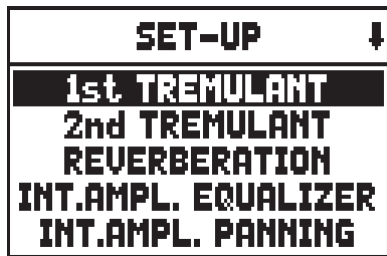 SET-UP
1st TREMULANT
2nd TREMULANT
REVERBERATION
INT.AMPL. EQUALIZER
INT.AMPL. PANNING